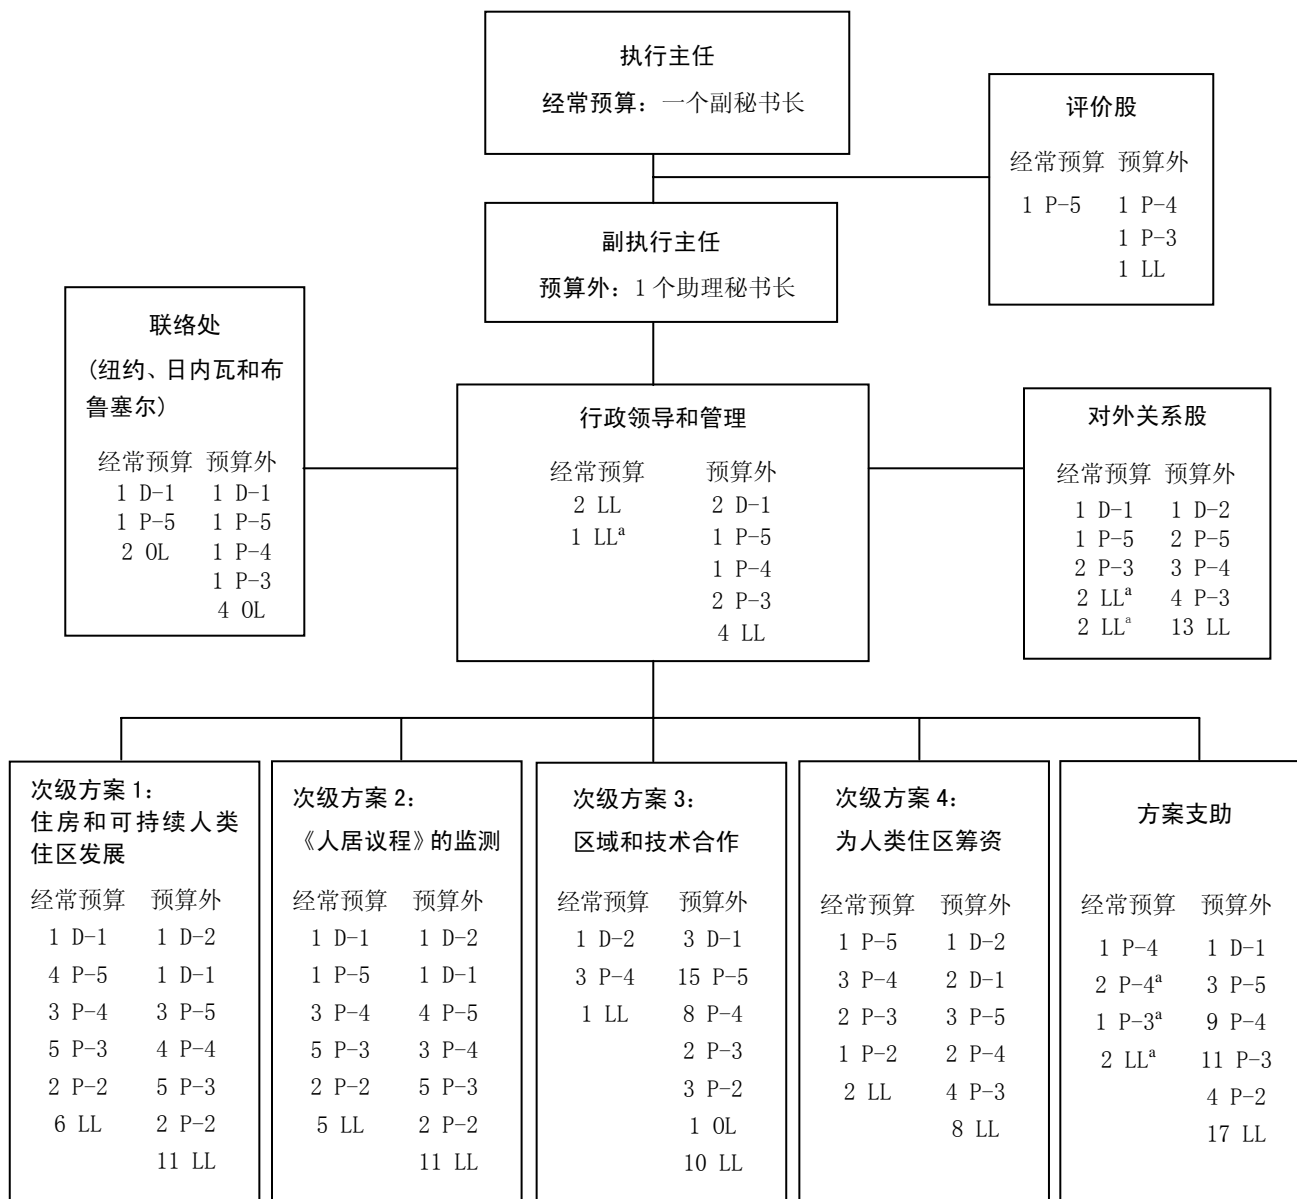 执行主任
经常预算：一个副秘书长
评价股
经常预算 预算外
1 P-5 1 P-4
1 P-3
1 LL
副执行主任
预算外：1 个助理秘书长
联络处
(纽约、日内瓦和布
鲁塞尔)
经常预算 预算外
1 D-1 1 D-1
1 P-5 1 P-5
2 OL 1 P-4
1 P-3
4 OL
行政领导和管理
经常预算 预算外
2 LL 2 D-1
1 LLª 1 P-5
1 P-4
2 P-3
4 LL
对外关系股
经常预算 预算外
1 D-1 1 D-2
1 P-5 2 P-5
2 P-3 3 P-4
2 LLª 4 P-3
2 LLª 13 LL
次级方案 1：
住房和可持续人类
住区发展
经常预算 预算外
1 D-1 1 D-2
4 P-5 1 D-1
3 P-4 3 P-5
5 P-3 4 P-4
2 P-2 5 P-3
6 LL 2 P-2
11 LL
次级方案 2：
《人居议程》的监测
经常预算 预算外
1 D-1 1 D-2
1 P-5 1 D-1
3 P-4 4 P-5
5 P-3 3 P-4
2 P-2 5 P-3
5 LL 2 P-2
11 LL
次级方案 3：
区域和技术合作
经常预算 预算外
1 D-2 3 D-1
3 P-4 15 P-5
1 LL 8 P-4
2 P-3
3 P-2
1 OL
10 LL
次级方案 4：
为人类住区筹资
经常预算 预算外
1 P-5 1 D-2
3 P-4 2 D-1
2 P-3 3 P-5
1 P-2 2 P-4
2 LL 4 P-3
8 LL
方案支助
经常预算 预算外
1 P-4 1 D-1
2 P-4ª 3 P-5
1 P-3ª 9 P-4
2 LLª 11 P-3
4 P-2
17 LL